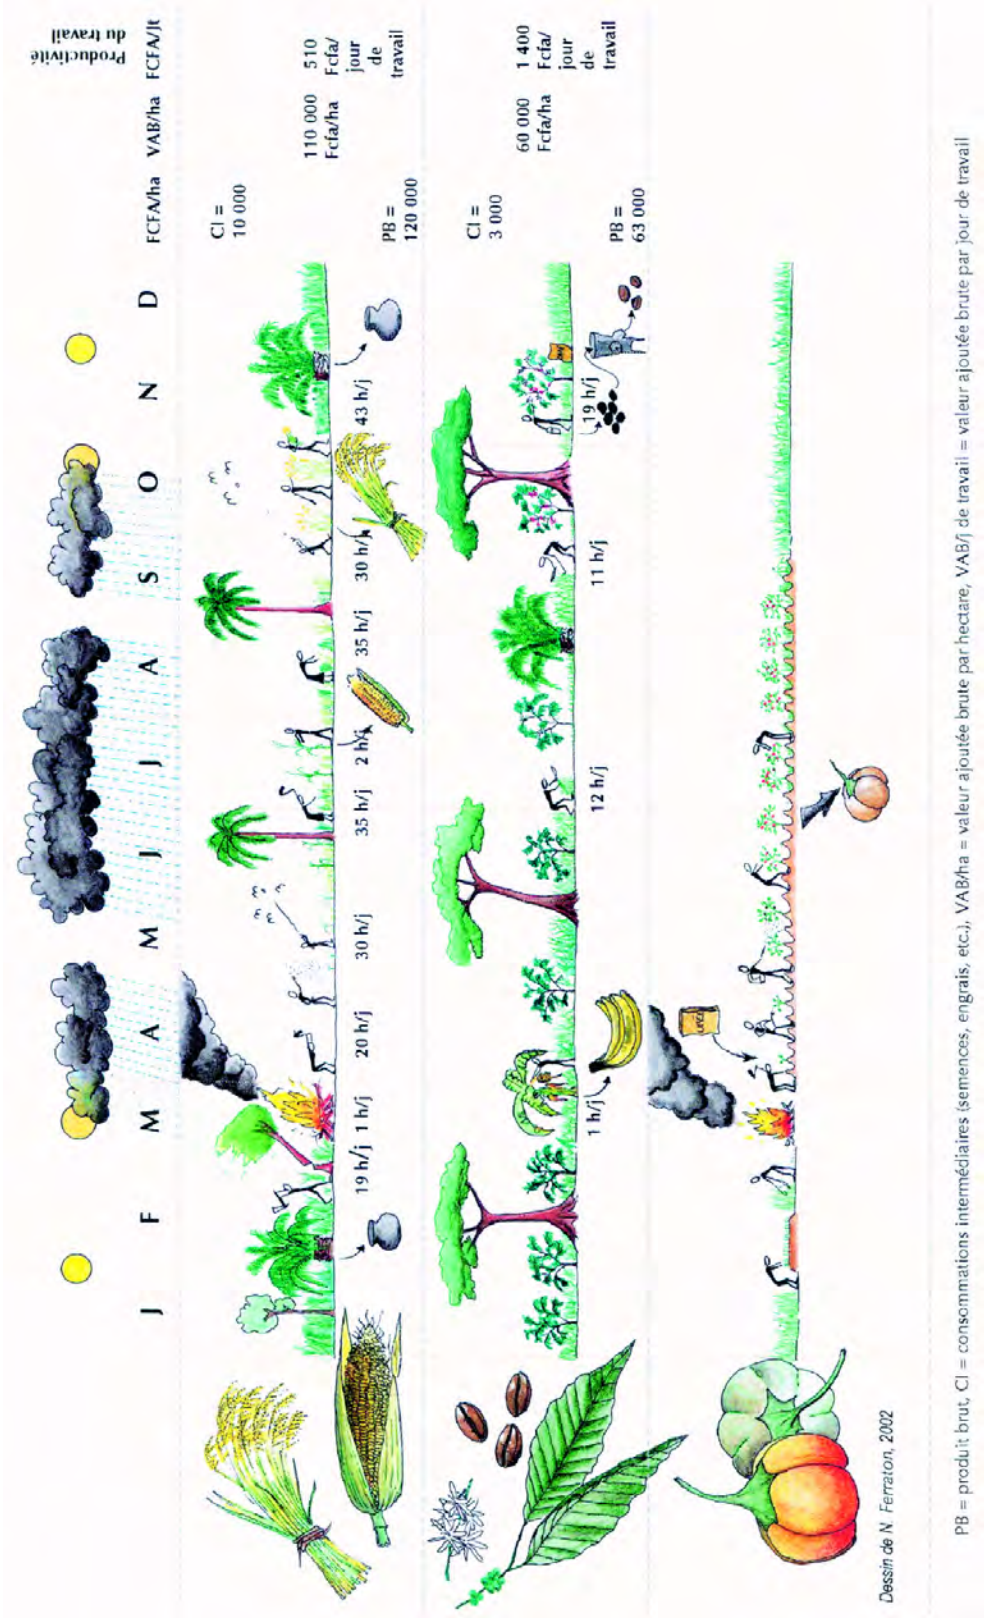 Productivité
du travail
J F M A M J J A S O N D FCFA/ha VAB/ha FCFA/Jt
CI =
10 000
110 000
Fcfa/ha
510
Fcfa/
jour
de
travail
19 h/j 1 h/j 20 h/j 30 h/j 35 h/j 2 h/j 35 h/j 30 h/j 43 h/j
PB =
120 000
CI =
3 000
60 000
Fcfa/ha
1 400
Fcfa/
jour
de
travail
1 h/j 12 h/j 11 h/j 19 h/j
PB =
63 000
Dessin de N. Ferraton, 2002
PB = produit brut, CI = consommations intermédiaires (semences, engrais, etc.), VAB/ha = valeur ajoutée brute par hectare, VAB/j de travail = valeur ajoutée brute par jour de travail